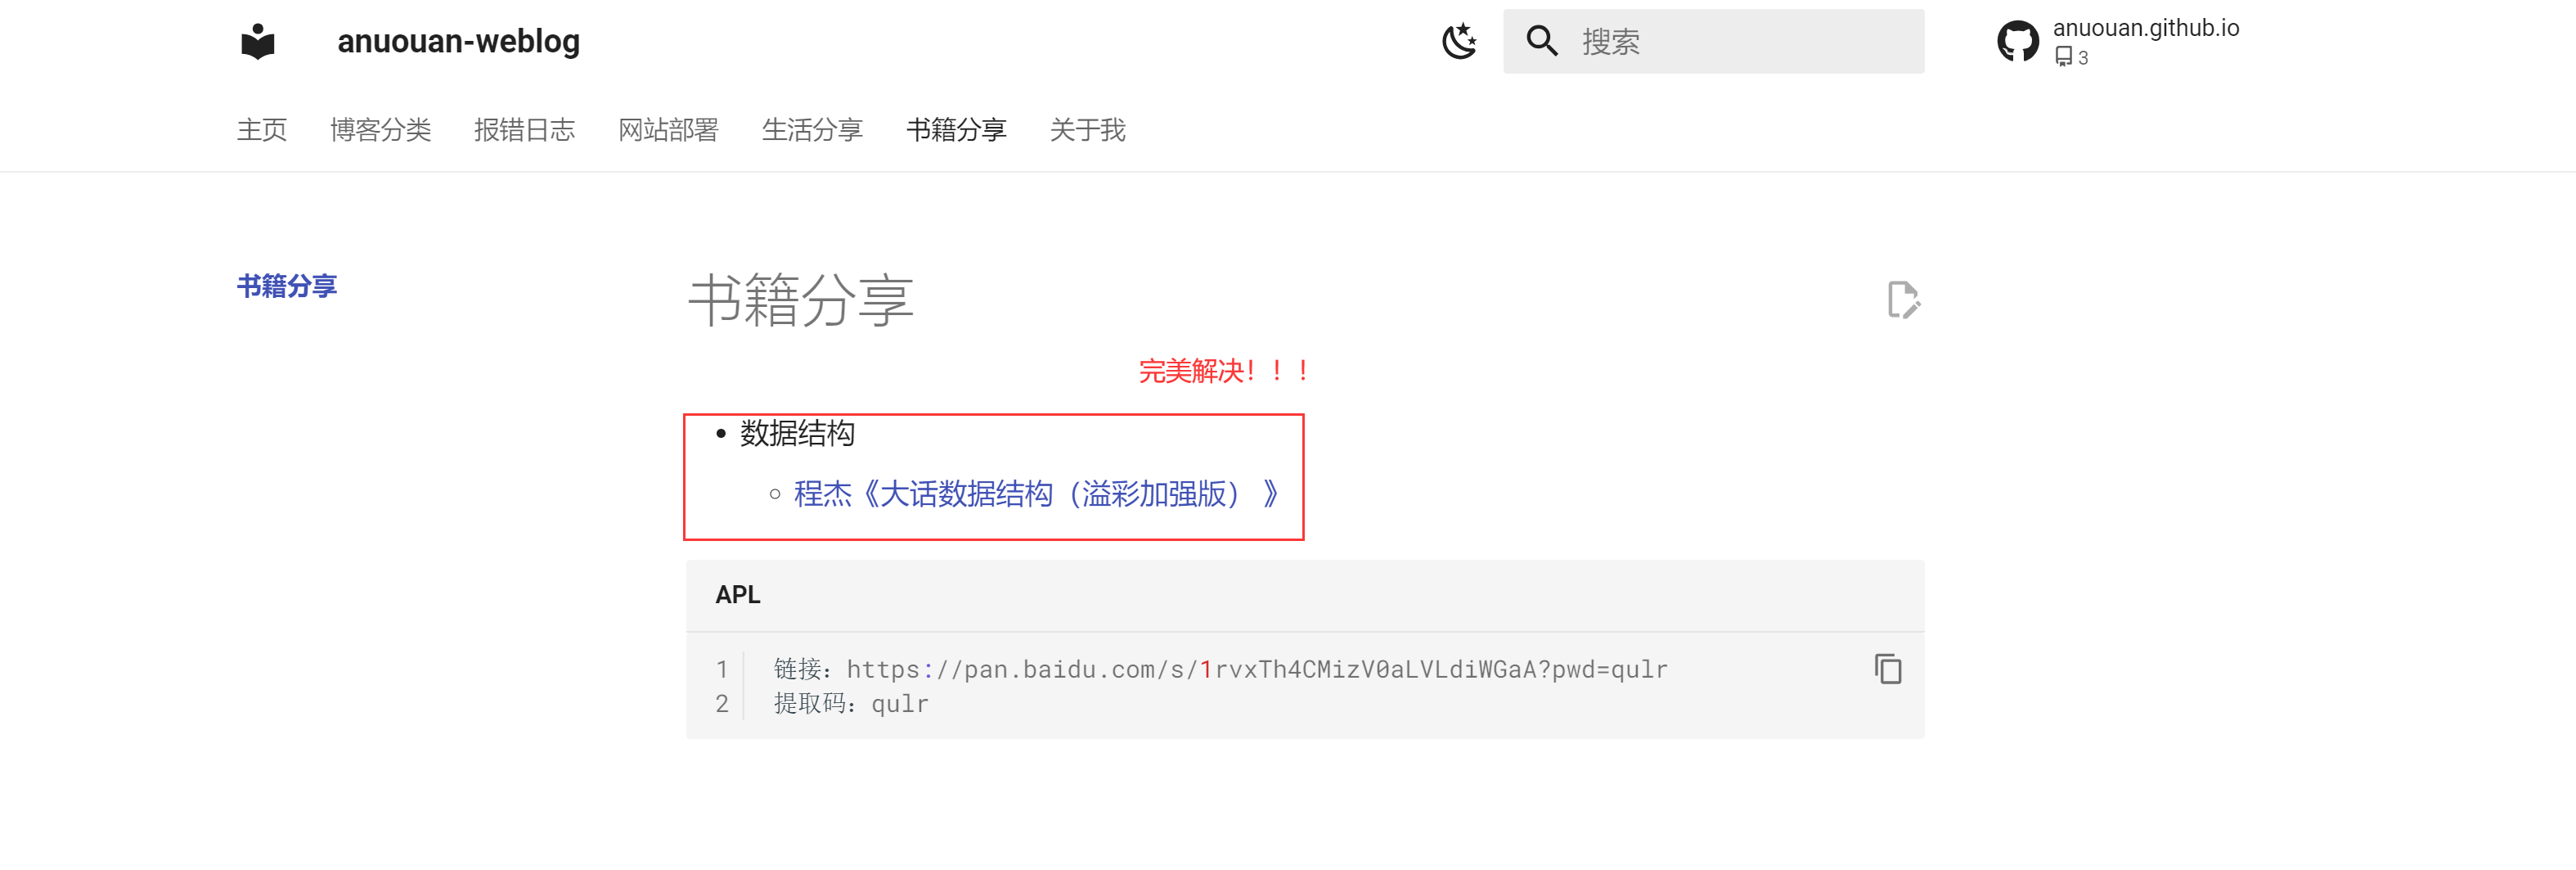 anuouan-weblog
搜索
anuouan.github.io
3
主页 博客分类 报错日志 网站部署 生活分享 书籍分享 关于我
书籍分享
书籍分享
完美解决！！！
数据结构
程杰《大话数据结构（溢彩加强版） 》
APL
1 链接：https://pan.baidu.com/s/1rvxTh4CMizV0aLVLdiWGaA?pwd=qulr
2 提取码：qulr